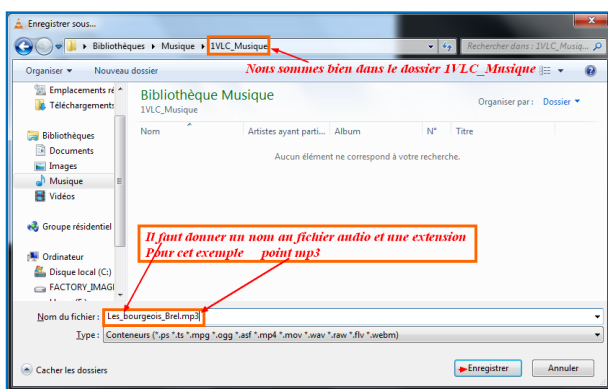 Enregistrer sous...
Bibliothèques ▸ Musique ▸ 1VLC_Musique
Rechercher dans : 1VLC_Musiq...
Organiser Nouveau dossier Nous sommes bien dans le dossier 1VLC_Musique
Emplacements ré
Téléchargements
Bibliothèques
Documents
Images
Musique
Vidéos
Groupe résidentiel
Ordinateur
Disque local (C:)
FACTORY_IMAG
Bibliothèque Musique
1VLC_Musique
Organiser par : Dossier
Nom Artistes ayant parti... Album N° Titre
Aucun élément ne correspond à votre recherche.
Il faut donner un nom au fichier audio et une extension
Pour cet exemple point mp3
Nom du fichier : Les_bourgeois_Brel.mp3
Type : Conteneurs (*.ps *.ts *.mpg *.ogg *.asf *.mp4 *.mov *.wav *.raw *.flv *.webm)
Cacher les dossiers Enregistrer Annuler